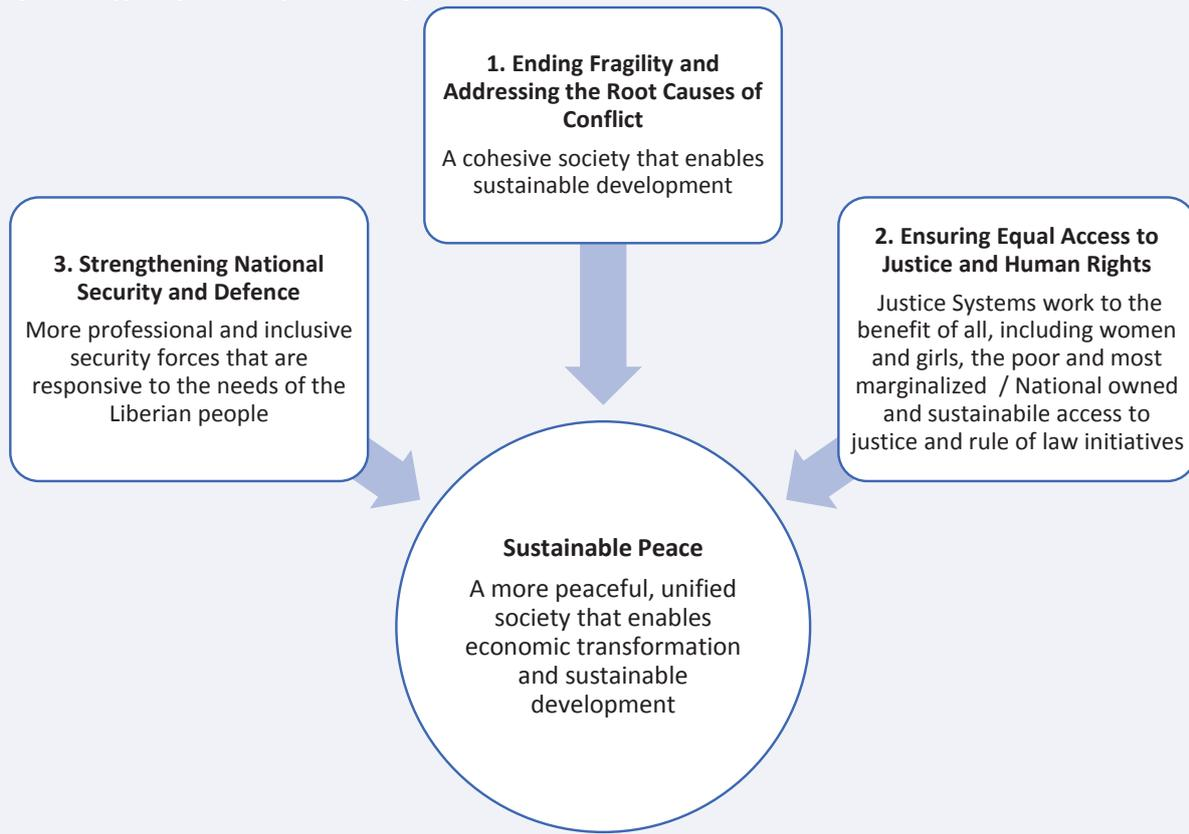 1. Ending Fragility and
Addressing the Root Causes of
Conflict
A cohesive society that enables
sustainable development
2. Ensuring Equal Access to
Justice and Human Rights
Justice Systems work to the
benefit of all, including women
and girls, the poor and most
marginalized / National owned
and sustainabile access to
justice and rule of law initiatives
3. Strengthening National
Security and Defence
More professional and inclusive
security forces that are
responsive to the needs of the
Liberian people
Sustainable Peace
A more peaceful, unified
society that enables
economic transformation
and sustainable
development